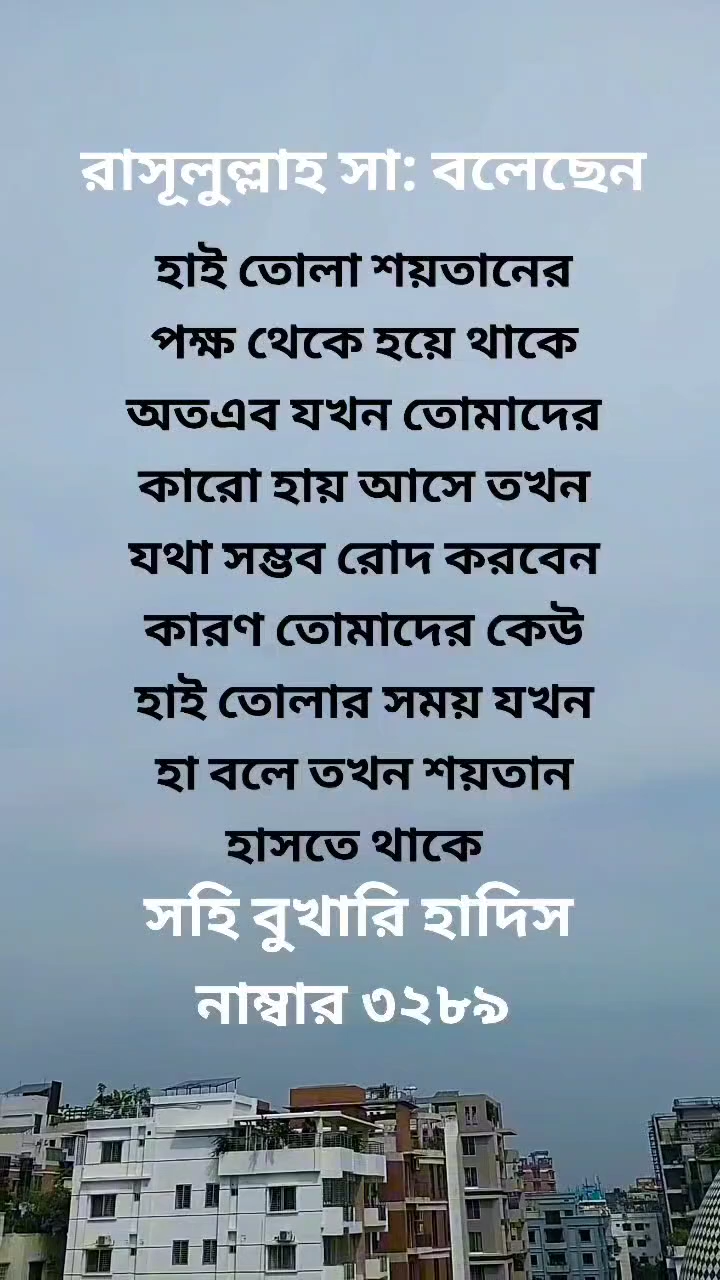 রাসূলুল্লাহ সা: বলেছেন
হাই তোলা শয়তানের
পক্ষ থেকে হয়ে থাকে
অতএব যখন তোমাদের
কারো হায় আসে তখন
যথা সম্ভব রোদ করবেন
কারণ তোমাদের কেউ
হাই তোলার সময় যখন
হা বলে তখন শয়তান
হাসতে থাকে
সহি বুখারি হাদিস
নাম্বার ৩২৮৯